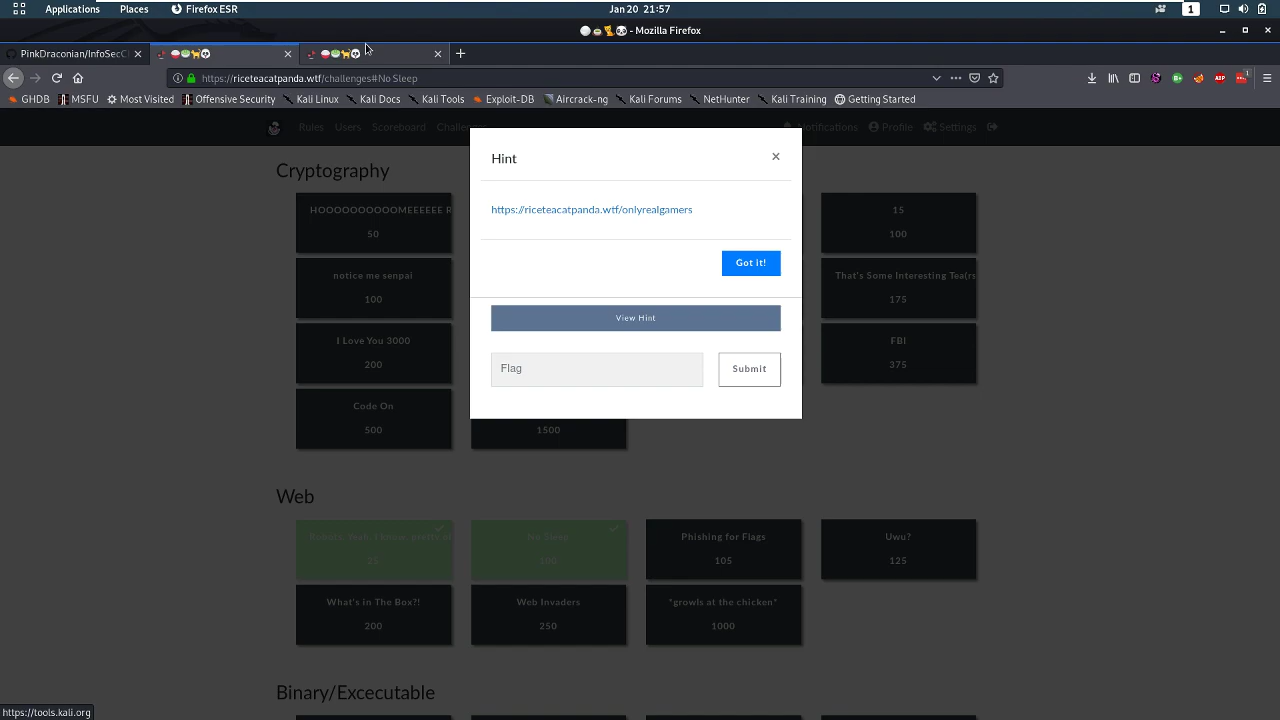 Applications Places Firefox ESR Jan 20 21:57 1
- Mozilla Firefox
PinkDraconian/InfoSecC
https://riceteacatpanda.wtf/challenges#No Sleep
GHDB MSFU Most Visited Offensive Security Kali Linux Kali Docs Kali Tools Exploit-DB Aircrack-ng Kali Forums NetHunter Kali Training Getting Started
Rules Users Scoreboard Notifications Profile Settings
Hint
https://riceteacatpanda.wtf/onlyrealgamers
Got it!
View Hint
Flag Submit
Cryptography
HOOOOOOOOOOMEEEEEE R
50
15
100
notice me senpai
100
That's Some Interesting Tea(rs
175
I Love You 3000
200
FBI
375
Code On
500
1500
Web
25
No Sleep
100
Phishing for Flags
105
Uwu?
125
What's in The Box?!
200
Web Invaders
250
*growls at the chicken*
1000
Binary/Excecutable
https://tools.kali.org